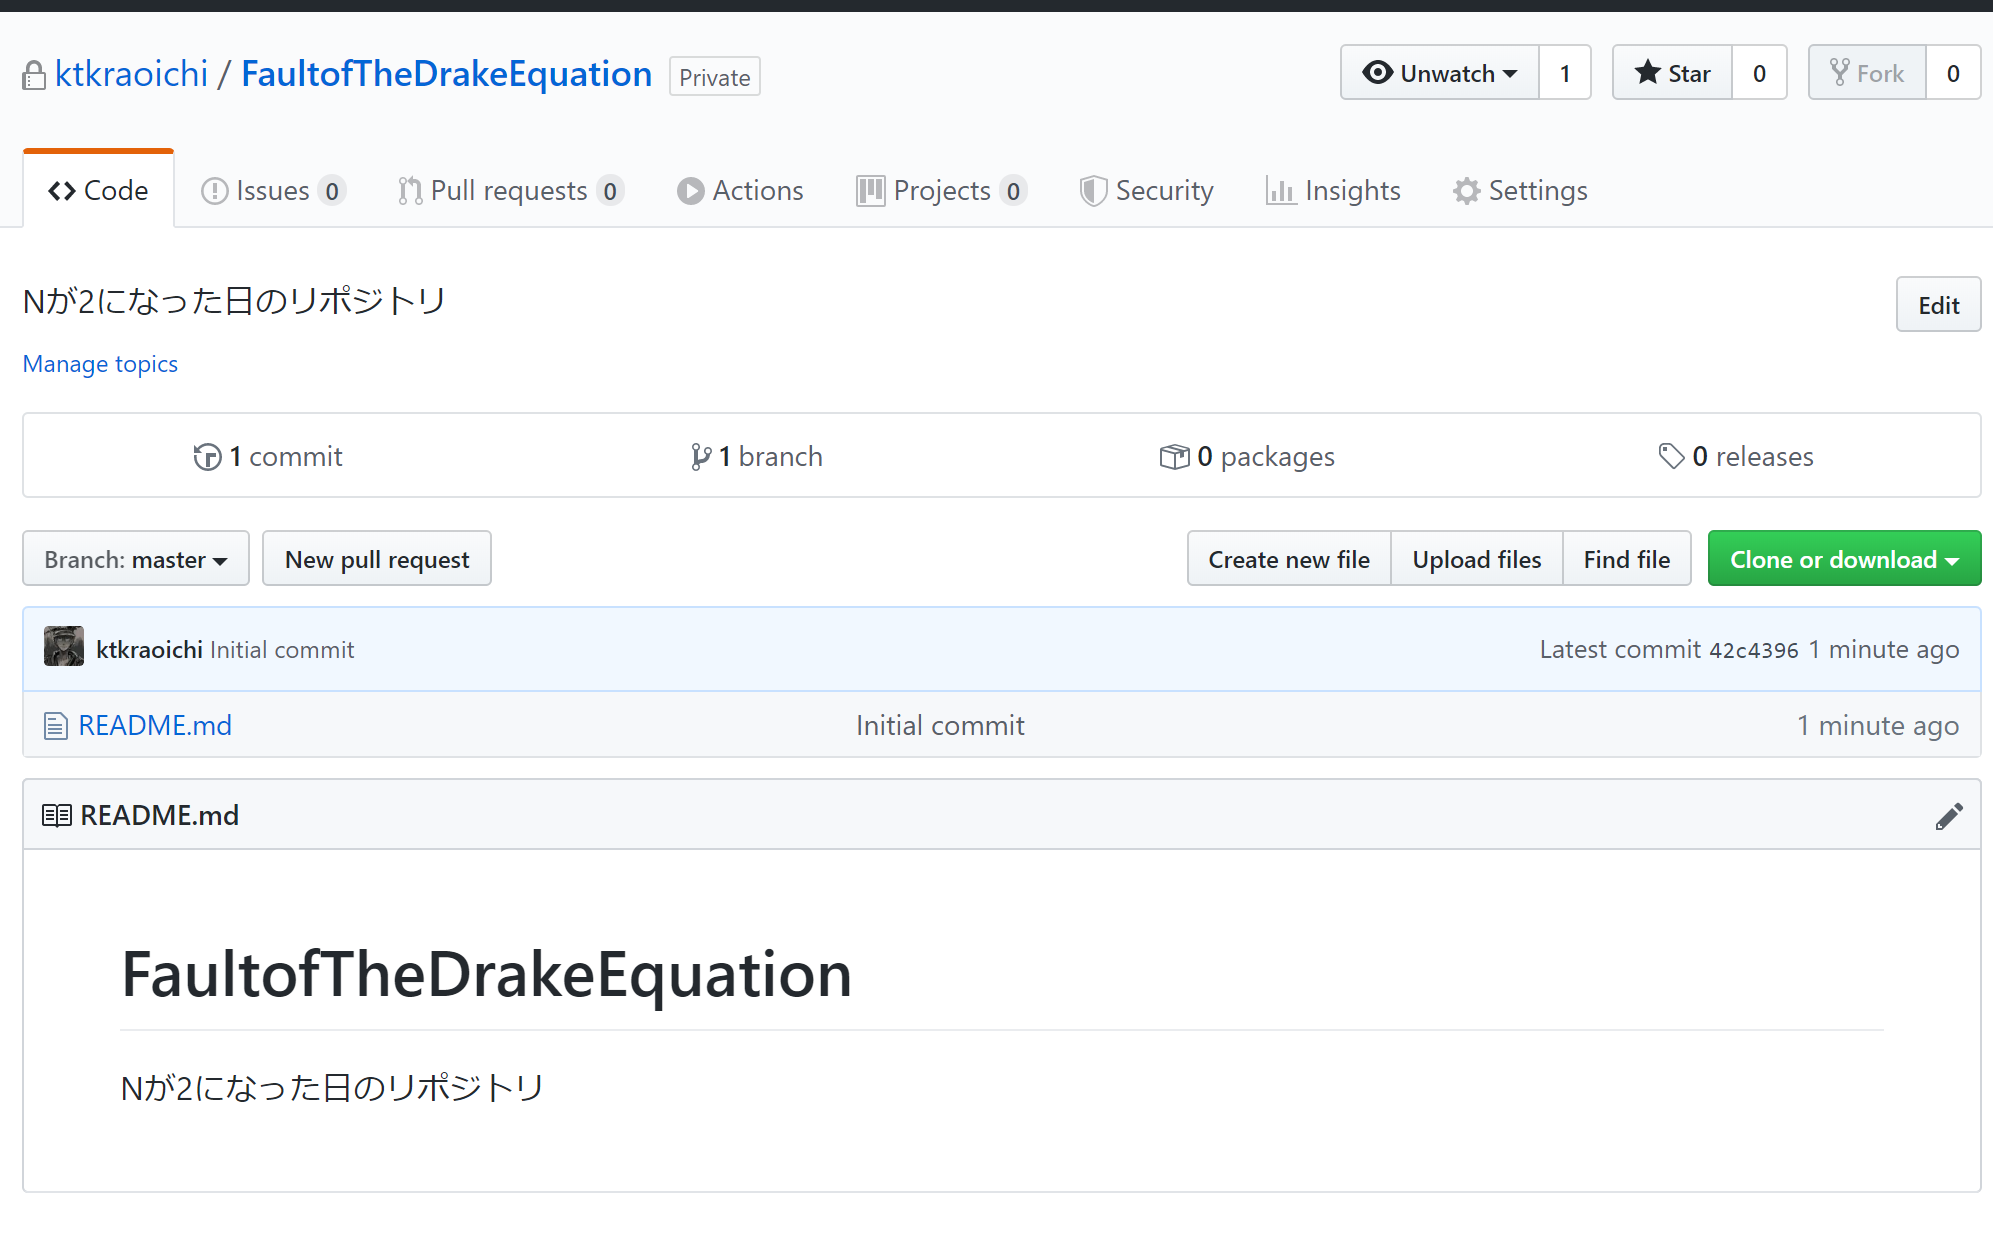 ktkraoichi / FaultofTheDrakeEquation Private Unwatch 1 Star 0 Fork 0
Code Issues 0 Pull requests 0 Actions Projects 0 Security Insights Settings
Nが2になった日のリポジトリ Edit
Manage topics
1 commit 1 branch 0 packages 0 releases
Branch: master New pull request Create new file Upload files Find file Clone or download
ktkraoichi Initial commit Latest commit 42c4396 1 minute ago
README.md Initial commit 1 minute ago
README.md
FaultofTheDrakeEquation
Nが2になった日のリポジトリ